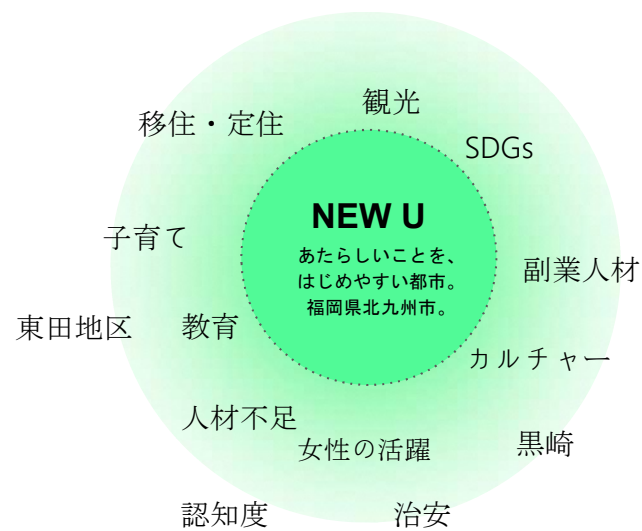 観光
移住・定住
SDGs
NEW U
あたらしいことを、
はじめやすい都市。
福岡県北九州市。
子育て
副業人材
東田地区
教育
カルチャー
人材不足
女性の活躍
黒崎
認知度
治安